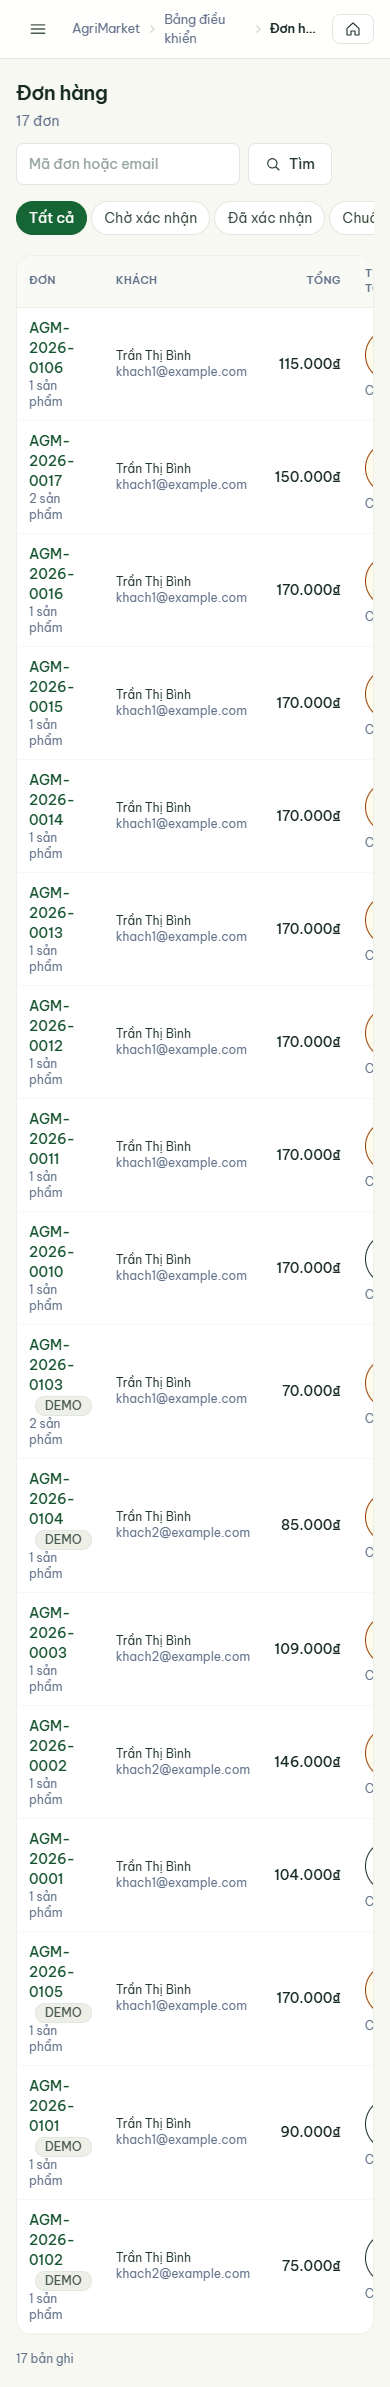 AgriMarket
Bảng điều
khiển
Đơn h...
Đơn hàng
17 đơn
Mã đơn hoặc email
Tìm
Tất cả
Chờ xác nhận
Đã xác nhận
ĐƠN
KHÁCH
TỔNG
AGM-
2026-
0106
1 sản
phẩm
Trần Thị Bình
khach1@example.com
115.000₫
AGM-
2026-
0017
2 sản
phẩm
Trần Thị Bình
khach1@example.com
150.000₫
AGM-
2026-
0016
1 sản
phẩm
Trần Thị Bình
khach1@example.com
170.000₫
AGM-
2026-
0015
1 sản
phẩm
Trần Thị Bình
khach1@example.com
170.000₫
AGM-
2026-
0014
1 sản
phẩm
Trần Thị Bình
khach1@example.com
170.000₫
AGM-
2026-
0013
1 sản
phẩm
Trần Thị Bình
khach1@example.com
170.000₫
AGM-
2026-
0012
1 sản
phẩm
Trần Thị Bình
khach1@example.com
170.000₫
AGM-
2026-
0011
1 sản
phẩm
Trần Thị Bình
khach1@example.com
170.000₫
AGM-
2026-
0010
1 sản
phẩm
Trần Thị Bình
khach1@example.com
170.000₫
AGM-
2026-
0103
DEMO
2 sản
phẩm
Trần Thị Bình
khach1@example.com
70.000₫
AGM-
2026-
0104
DEMO
1 sản
phẩm
Trần Thị Bình
khach2@example.com
85.000₫
AGM-
2026-
0003
1 sản
phẩm
Trần Thị Bình
khach2@example.com
109.000₫
AGM-
2026-
0002
1 sản
phẩm
Trần Thị Bình
khach2@example.com
146.000₫
AGM-
2026-
0001
1 sản
phẩm
Trần Thị Bình
khach1@example.com
104.000₫
AGM-
2026-
0105
DEMO
1 sản
phẩm
Trần Thị Bình
khach1@example.com
170.000₫
AGM-
2026-
0101
DEMO
1 sản
phẩm
Trần Thị Bình
khach1@example.com
90.000₫
AGM-
2026-
0102
DEMO
1 sản
phẩm
Trần Thị Bình
khach2@example.com
75.000₫
17 bản ghi